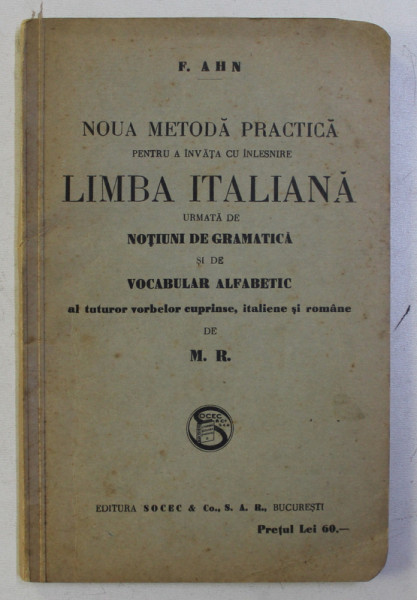 F. AHN
NOUA METODĂ PRACTICĂ
PENTRU A ÎNVĂȚA CU ÎNLESNIRE
LIMBA ITALIANĂ
URMATĂ DE
NOȚIUNI DE GRAMATICĂ
ȘI DE
VOCABULAR ALFABETIC
al tuturor vorbelor cuprinse, italiene și române
DE
M. R.
SOCEC
EDITURA SOCEC & Co., S. A. R., BUCUREȘTI
Prețul Lei 60.—